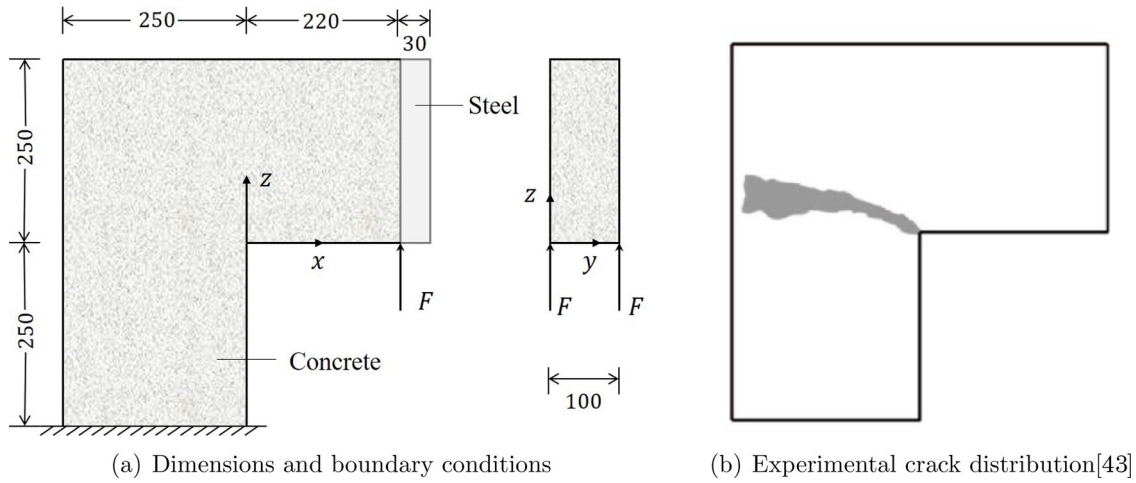 250
220
30
Steel
250
z
z
x
y
F
F
F
250
Concrete
100
(a) Dimensions and boundary conditions
(b) Experimental crack distribution[43]